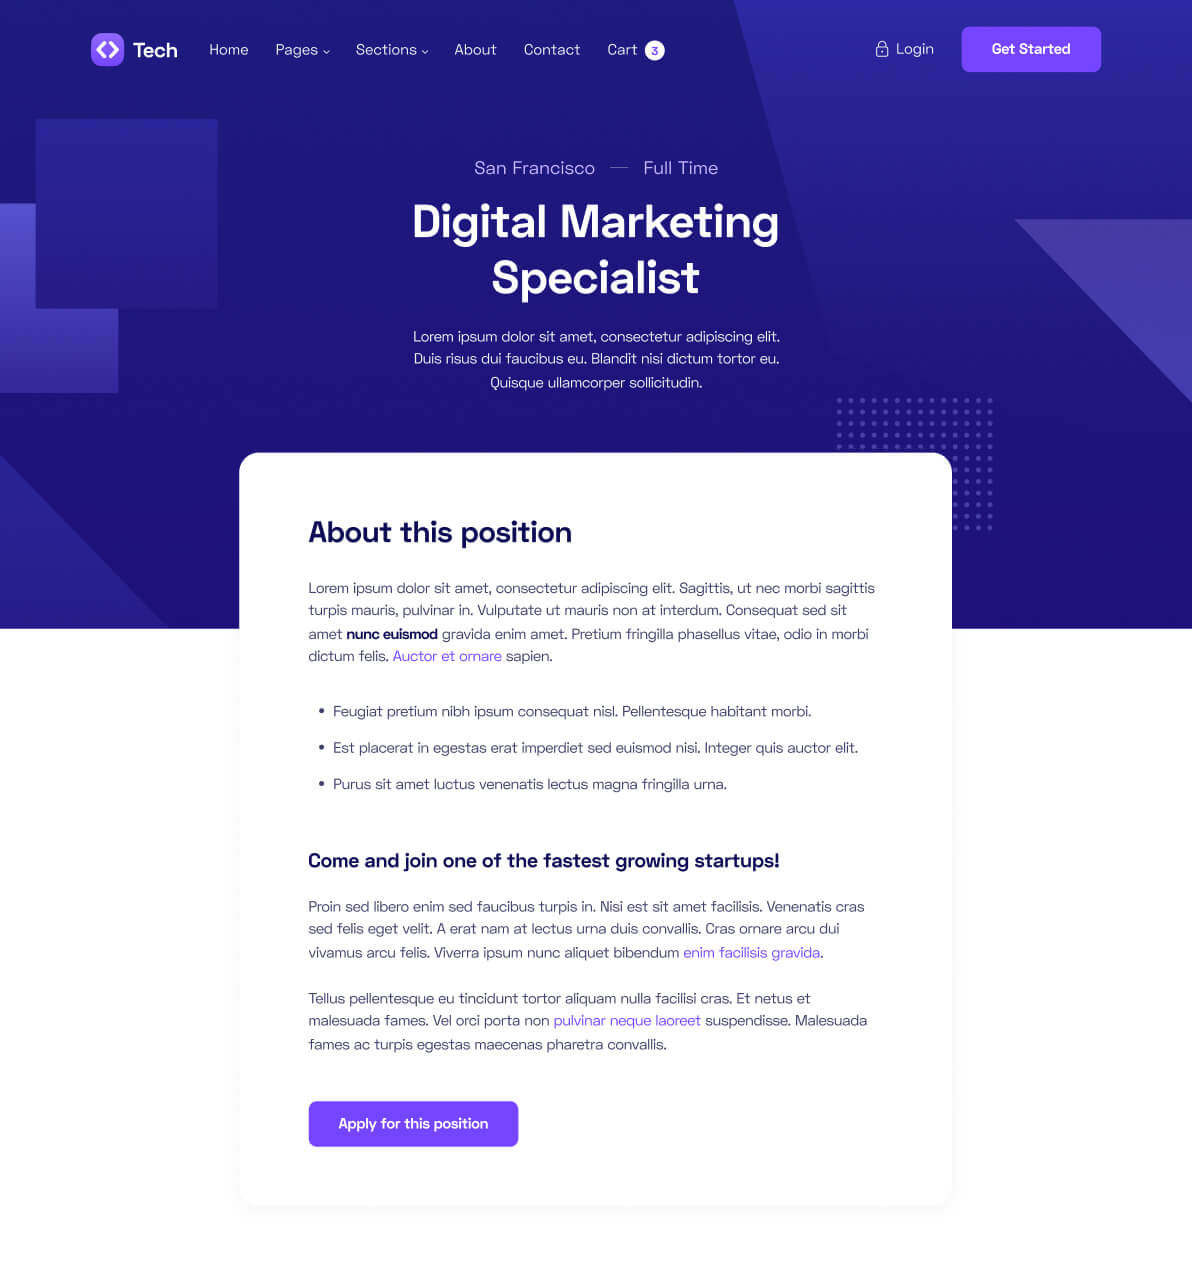 Tech Home Pages Sections About Contact Cart 3 Login Get Started
San Francisco — Full Time
Digital Marketing
Specialist
Lorem ipsum dolor sit amet, consectetur adipiscing elit.
Duis risus dui faucibus eu. Blandit nisi dictum tortor eu.
Quisque ullamcorper sollicitudin.
About this position
Lorem ipsum dolor sit amet, consectetur adipiscing elit. Sagittis, ut nec morbi sagittis
turpis mauris, pulvinar in. Vulputate ut mauris non at interdum. Consequat sed sit
amet nunc euismod gravida enim amet. Pretium fringilla phasellus vitae, odio in morbi
dictum felis. Auctor et ornare sapien.
• Feugiat pretium nibh ipsum consequat nisl. Pellentesque habitant morbi.
• Est placerat in egestas erat imperdiet sed euismod nisi. Integer quis auctor elit.
• Purus sit amet luctus venenatis lectus magna fringilla urna.
Come and join one of the fastest growing startups!
Proin sed libero enim sed faucibus turpis in. Nisi est sit amet facilisis. Venenatis cras
sed felis eget velit. A erat nam at lectus urna duis convallis. Cras ornare arcu dui
vivamus arcu felis. Viverra ipsum nunc aliquet bibendum enim facilisis gravida.
Tellus pellentesque eu tincidunt tortor aliquam nulla facilisi cras. Et netus et
malesuada fames. Vel orci porta non pulvinar neque laoreet suspendisse. Malesuada
fames ac turpis egestas maecenas pharetra convallis.
Apply for this position